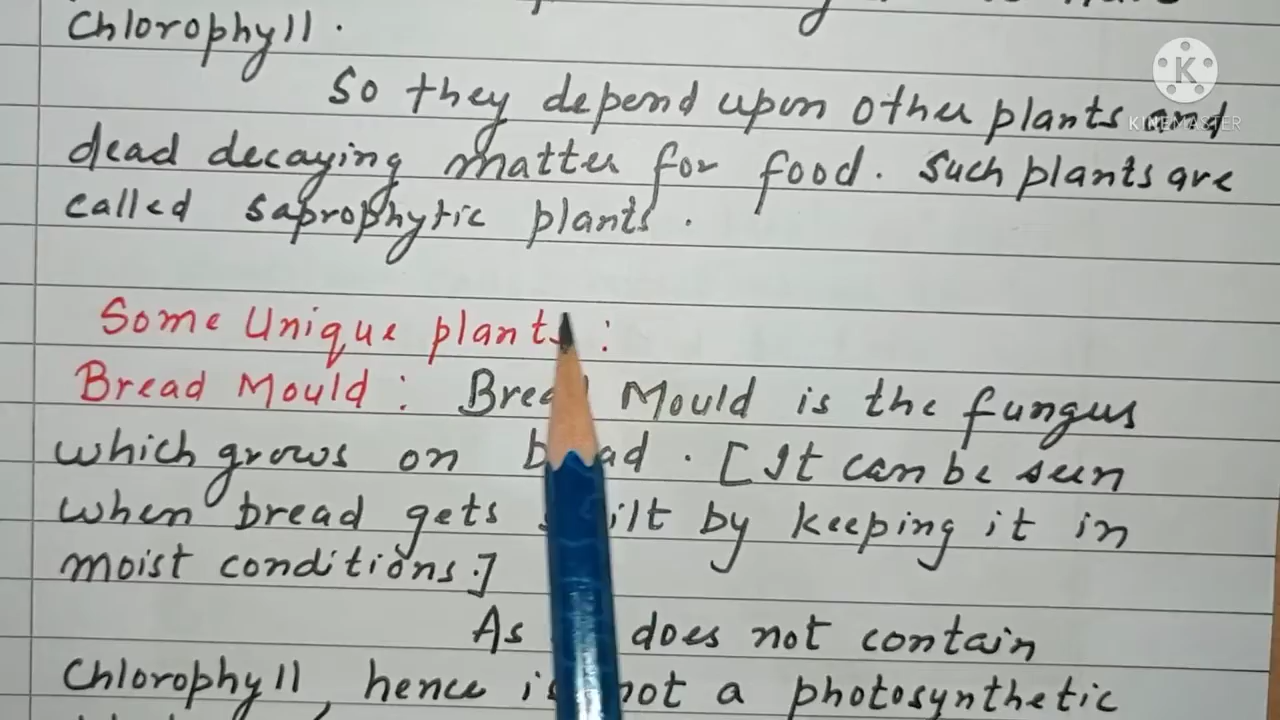 Chlorophyll.
So they depend upon other plants and
dead decaying matter for food. Such plants are
called saprophytic plants.
Some Unique plants:
Bread Mould: Bread Mould is the fungus
which grows on bread. [It can be seen
when bread gets spoilt by keeping it in
moist conditions.]
As does not contain
Chlorophyll, hence is not a photosynthetic
K
KINEMASTER